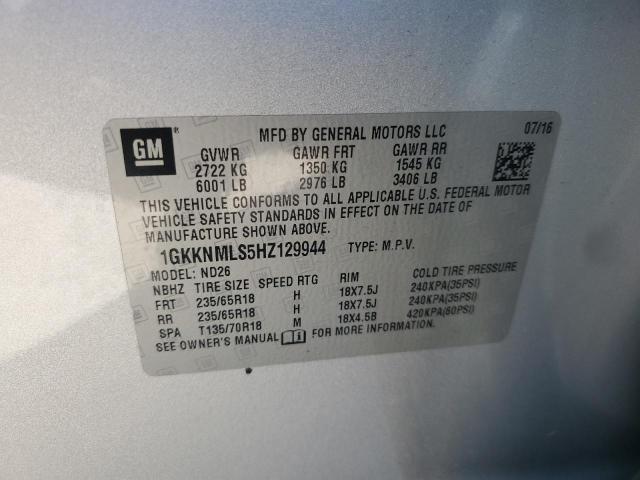 GM ®
MFD BY GENERAL MOTORS LLC 07/16
GVWR GAWR FRT GAWR RR
2722 KG 1350 KG 1545 KG
6001 LB 2976 LB 3406 LB
THIS VEHICLE CONFORMS TO ALL APPLICABLE U.S. FEDERAL MOTOR
VEHICLE SAFETY STANDARDS IN EFFECT ON THE DATE OF
MANUFACTURE SHOWN ABOVE.
1GKKNMLS5HZ129944 TYPE: M.P.V.
MODEL: ND26
NBHZ TIRE SIZE SPEED RTG RIM COLD TIRE PRESSURE
FRT 235/65R18 H 18X7.5J 240KPA(35PSI)
RR 235/65R18 H 18X7.5J 240KPA(35PSI)
SPA T135/70R18 M 18X4.5B 420KPA(60PSI)
SEE OWNER'S MANUAL FOR MORE INFORMATION